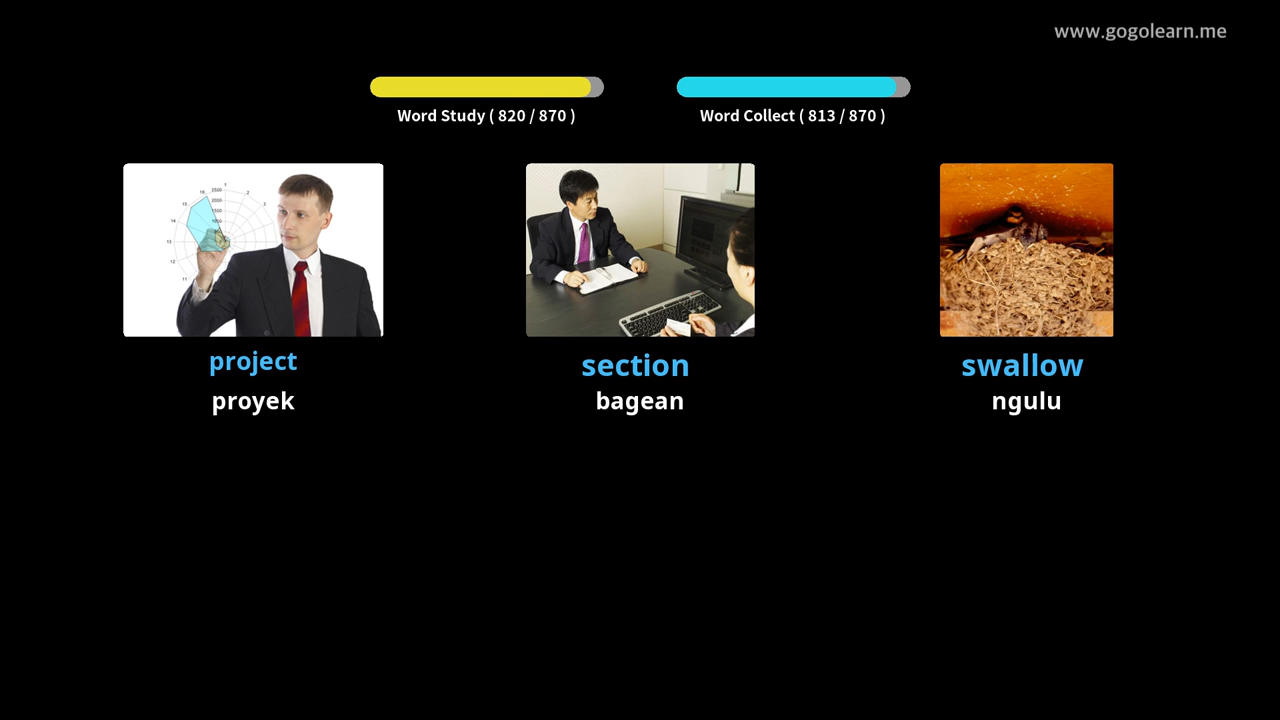 www.gogolearn.me
Word Study ( 820 / 870 )
Word Collect ( 813 / 870 )
project
section
swallow
proyek
bagean
ngulu